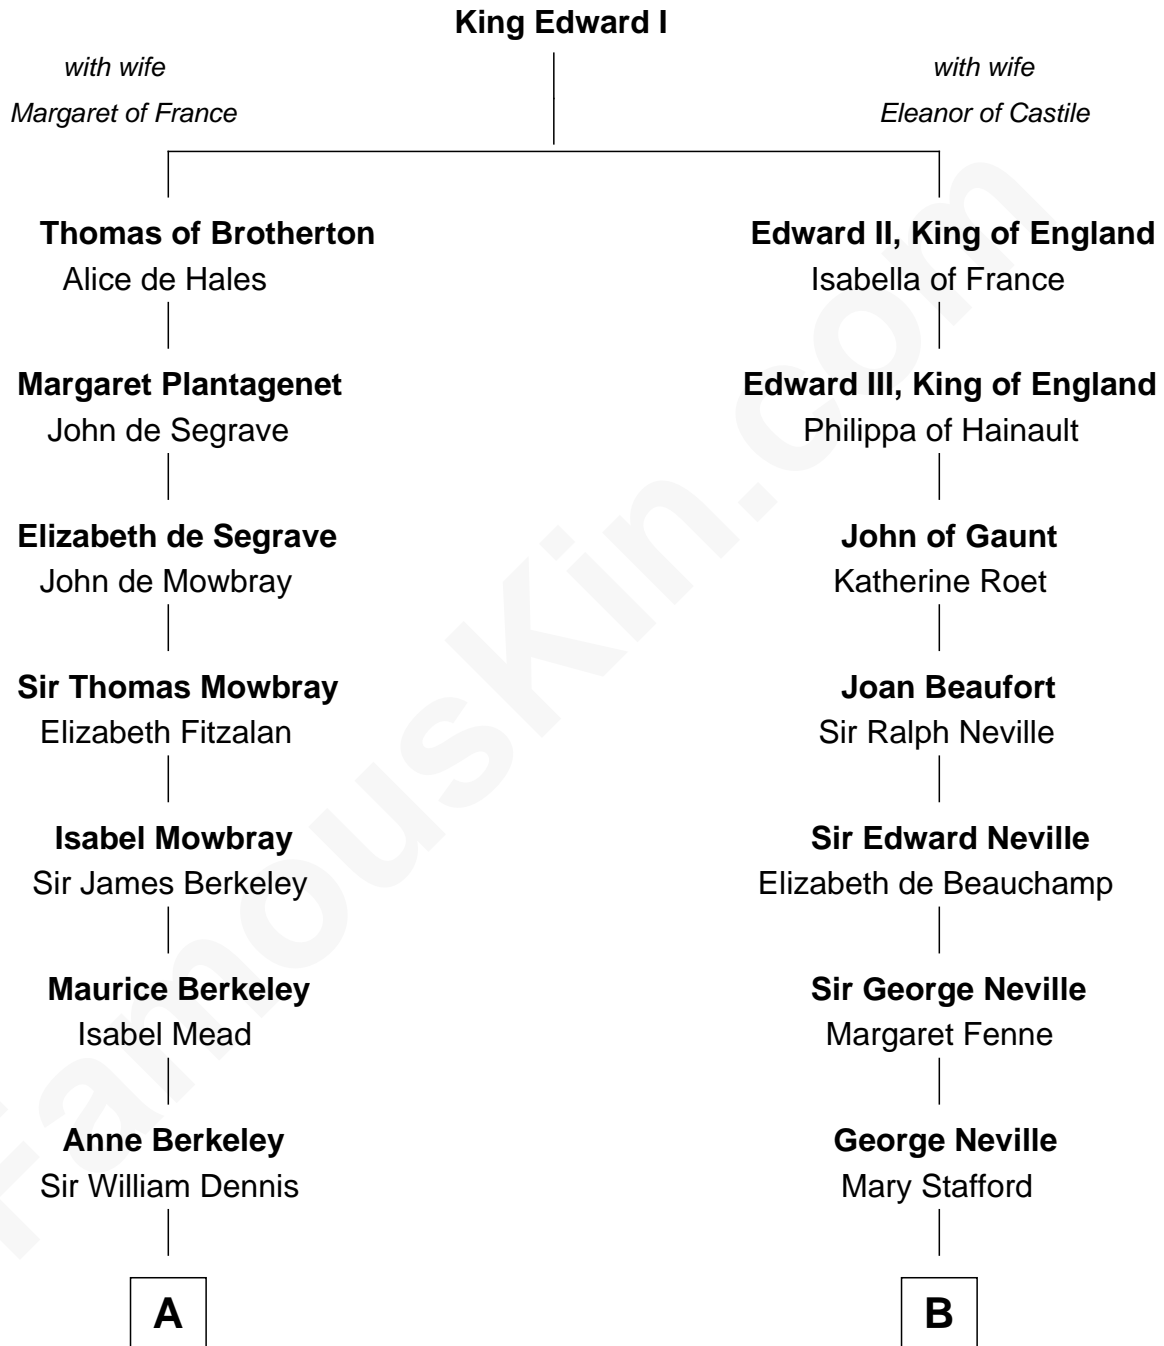 King Edward I
with wife
Margaret of France
with wife
Eleanor of Castile
Thomas of Brotherton
Alice de Hales
Edward II, King of England
Isabella of France
Margaret Plantagenet
John de Segrave
Edward III, King of England
Philippa of Hainault
Elizabeth de Segrave
John de Mowbray
John of Gaunt
Katherine Roet
Sir Thomas Mowbray
Elizabeth Fitzalan
Joan Beaufort
Sir Ralph Neville
Isabel Mowbray
Sir James Berkeley
Sir Edward Neville
Elizabeth de Beauchamp
Maurice Berkeley
Isabel Mead
Sir George Neville
Margaret Fenne
Anne Berkeley
Sir William Dennis
George Neville
Mary Stafford
A
B
FamousKin.com